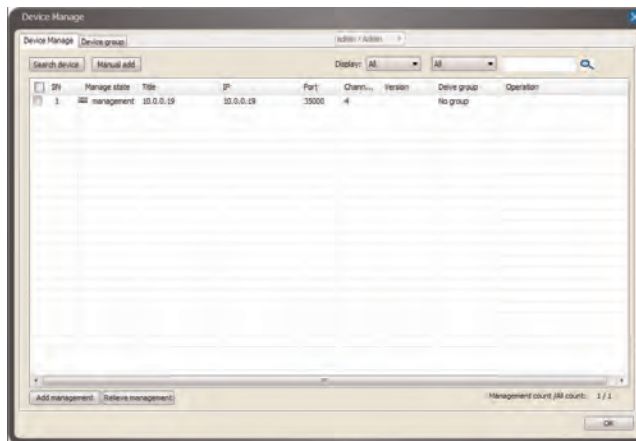 Device Manage
Device Manage Device group Admin / Admin
Search device Manual add Display: All All
SN Manage state Title IP Port Chann... Version Deive group Operation
1 management 10.0.0.19 10.0.0.19 35000 4 No group
Add management Relieve management Management count /All count: 1 / 1
OK